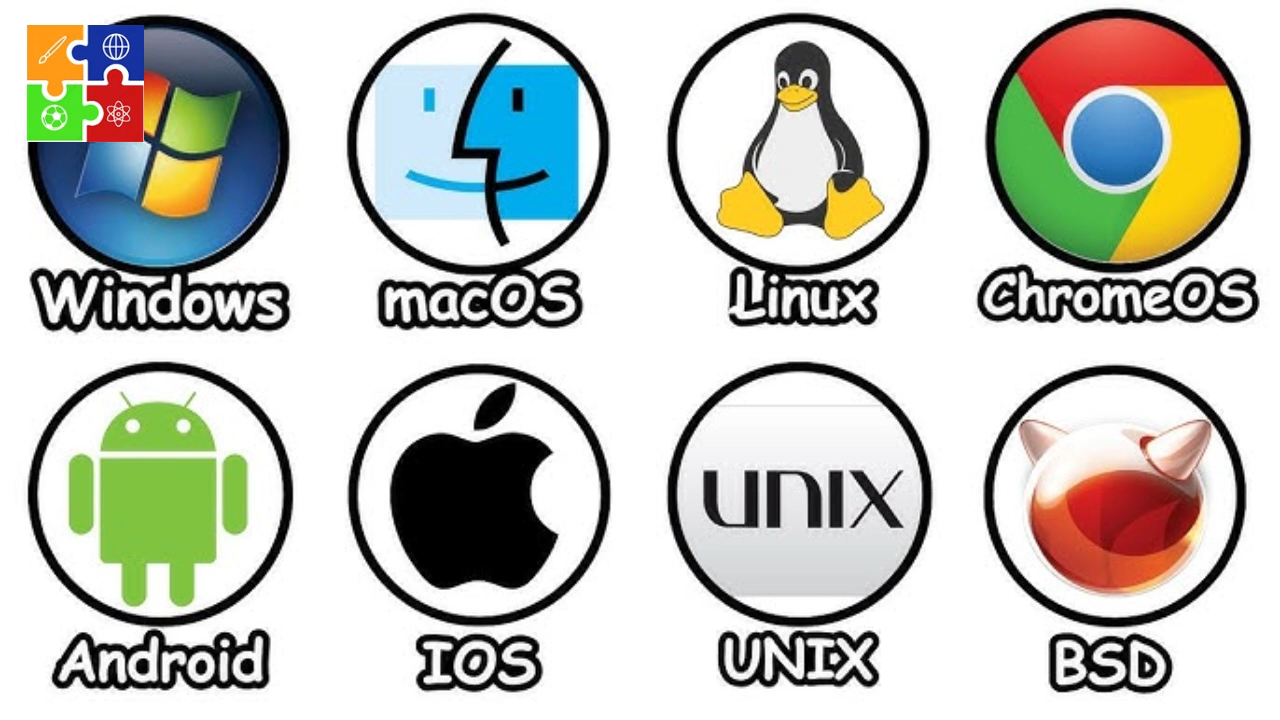 Windows
macOS
Linux
ChromeOS
UNIX
Android
IOS
UNIX
BSD